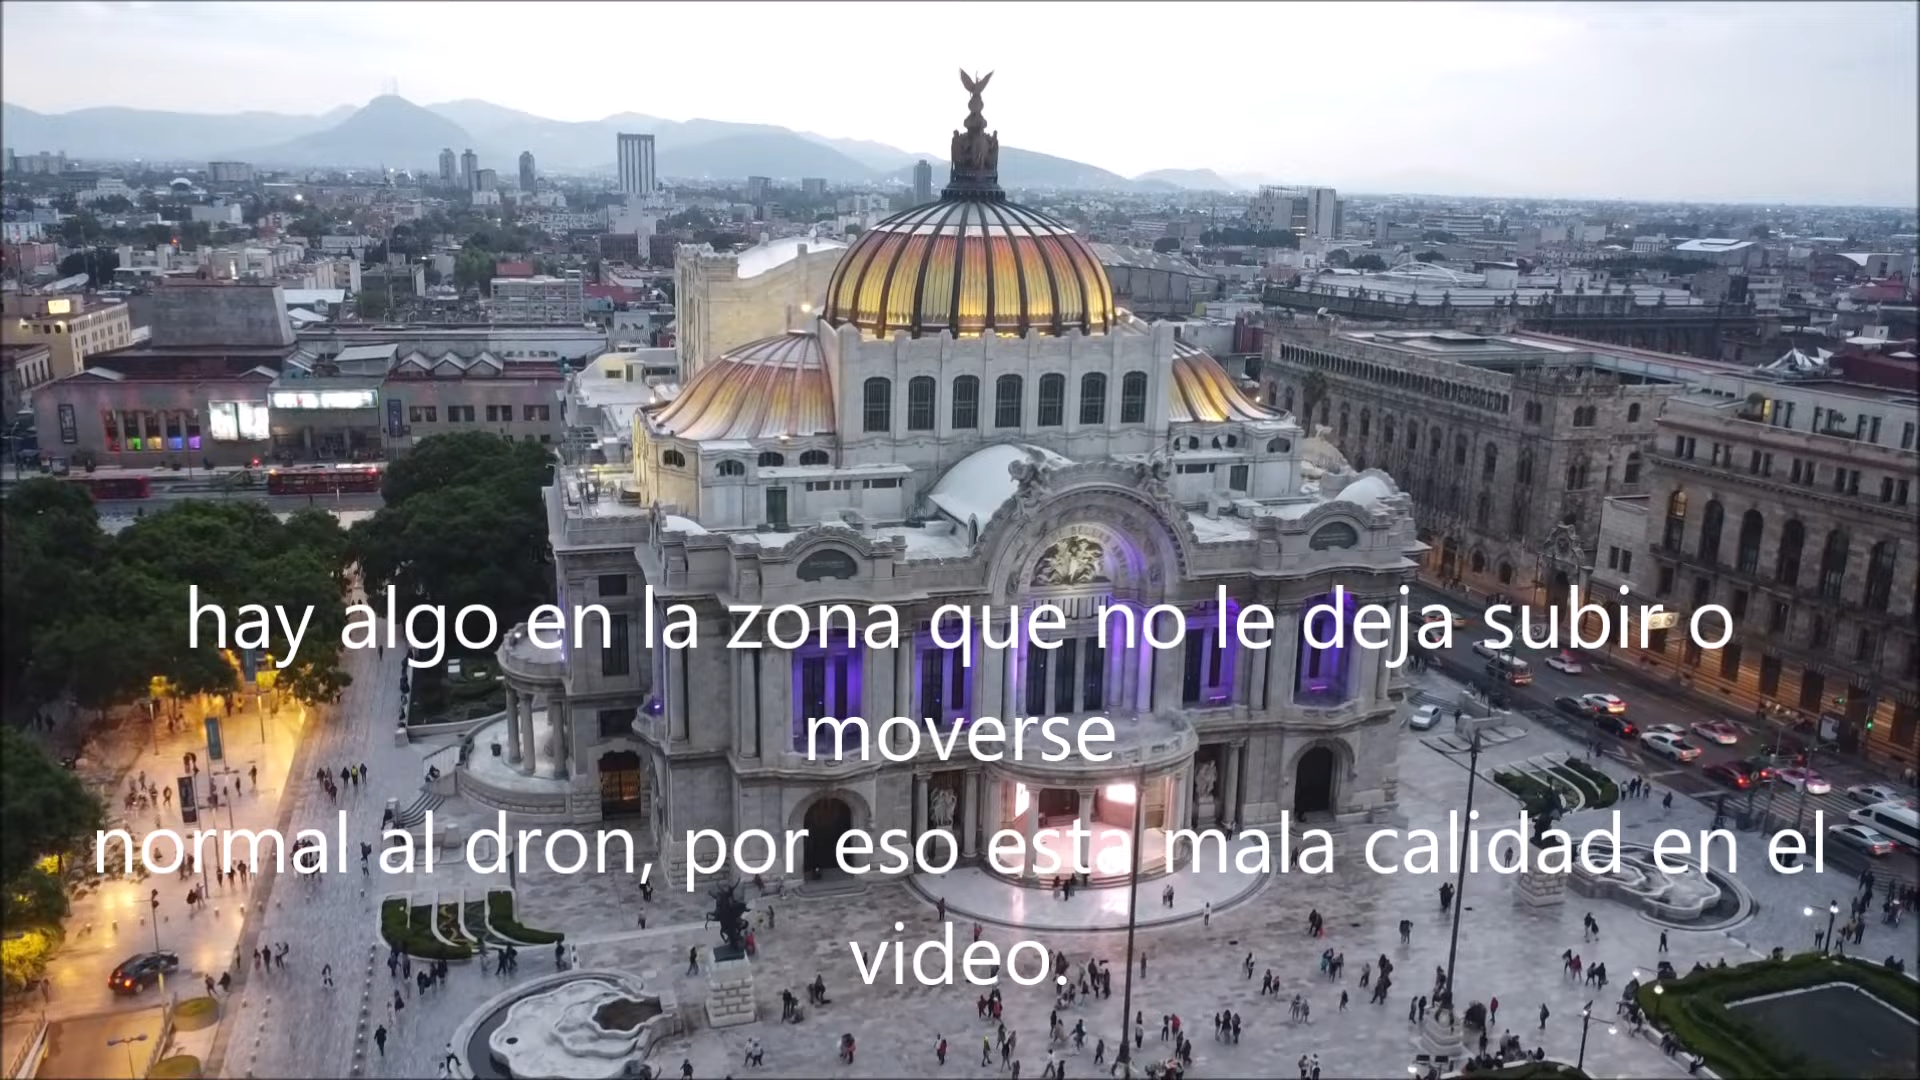 hay algo en la zona que no le deja subir o
moverse
normal al dron, por eso esta mala calidad en el
video.